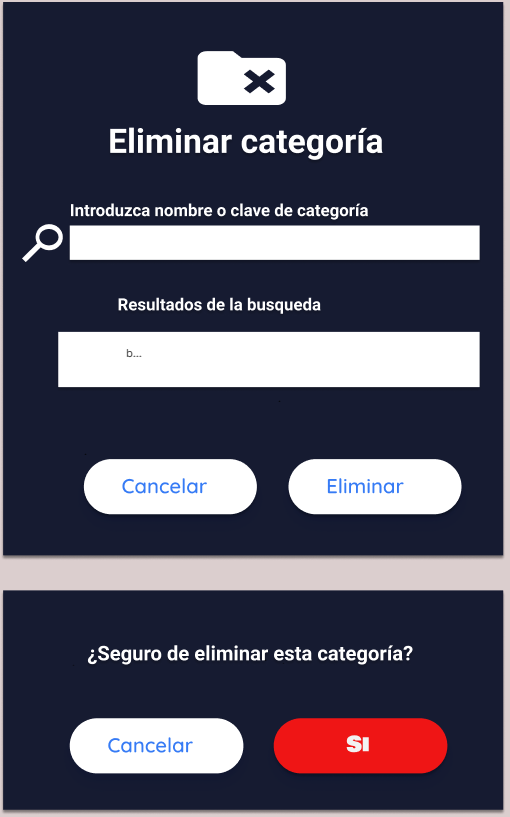 Eliminar categoría
Introduzca nombre o clave de categoría
Resultados de la busqueda
b...
Cancelar
Eliminar
¿Seguro de eliminar esta categoría?
Cancelar
SI